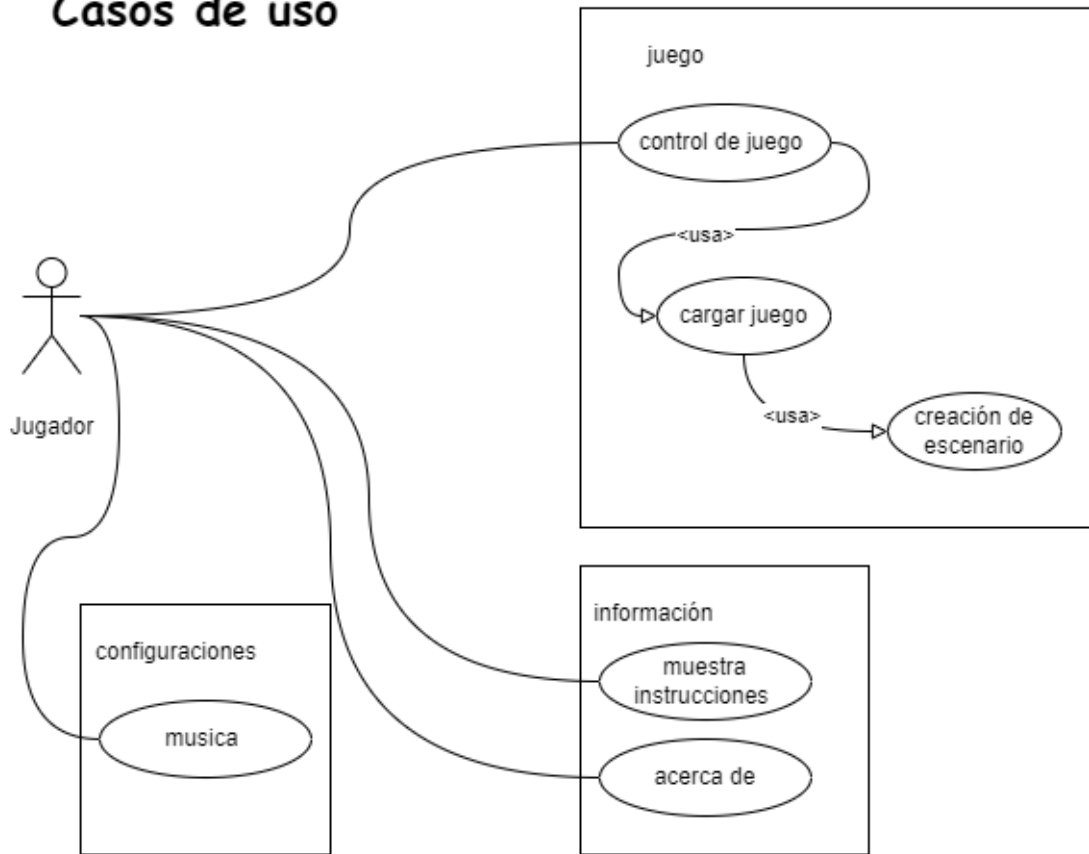 Casos de uso
juego
control de juego
<usa>
cargar juego
<usa>
creación de
escenario
Jugador
información
muestra
instrucciones
acerca de
configuraciones
musica